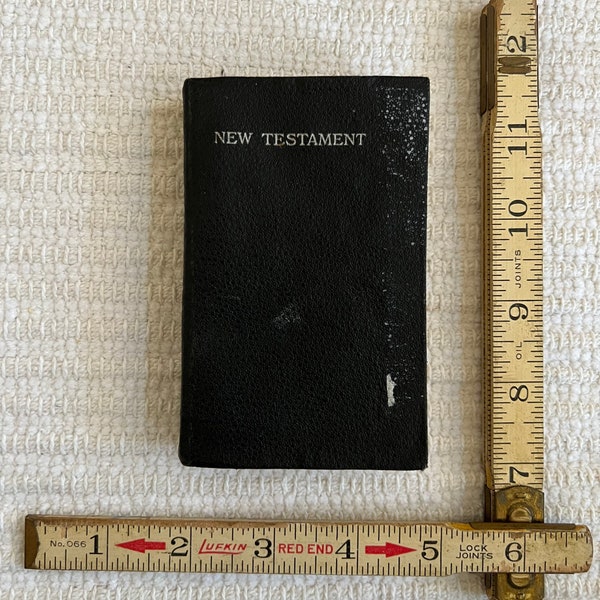 NEW TESTAMENT
2
11
10
JOINTS
9
OIL
8
7
No. 066 1 2 LUFKIN 3 RED END 4 5 LOCK JOINTS 6